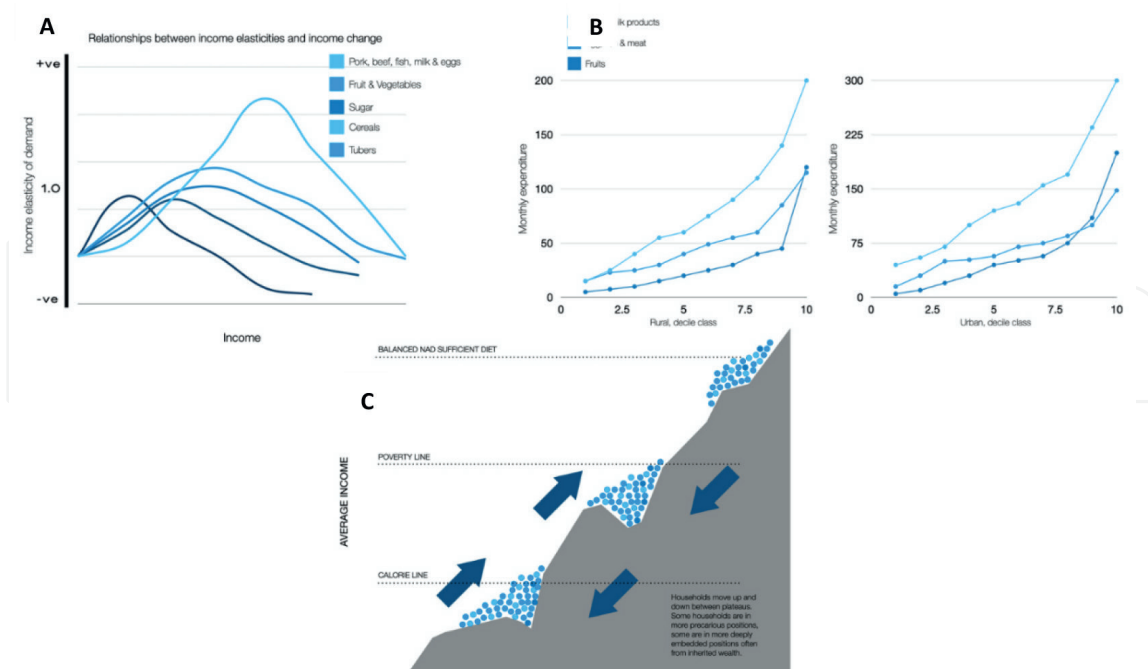 A
Relationships between income elasticities and income change
+ve
1.0
-ve
Income elasticity of demand
Pork, beef, fish, milk & eggs
Fruit & Vegetables
Sugar
Cereals
Tubers
Income
B
products
& meat
Fruits
200
150
100
50
0
Monthly expenditure
2.5
5
7.5
10
Rural, decile class
300
225
150
75
0
Monthly expenditure
2.5
5
7.5
10
Urban, decile class
C
BALANCED NAD SUFFICIENT DIET
POVERTY LINE
CALORIE LINE
AVERAGE INCOME
Households move up and
down between plateaus.
Some households are in
more precarious positions,
some are in more deeply
embedded positions often
from inherited wealth.